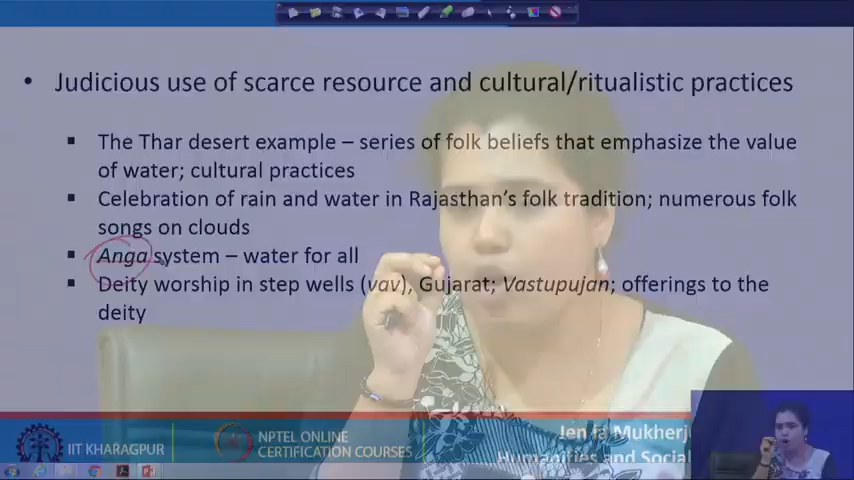 • Judicious use of scarce resource and cultural/ritualistic practices
▪ The Thar desert example – series of folk beliefs that emphasize the value
of water; cultural practices
▪ Celebration of rain and water in Rajasthan's folk tradition; numerous folk
songs on clouds
▪ Anga system – water for all
▪ Deity worship in step wells (vav), Gujarat; Vastupujan; offerings to the
deity
IIT KHARAGPUR
NPTEL ONLINE
CERTIFICATION COURSES
Jenia Mukherj
Humanities and Social